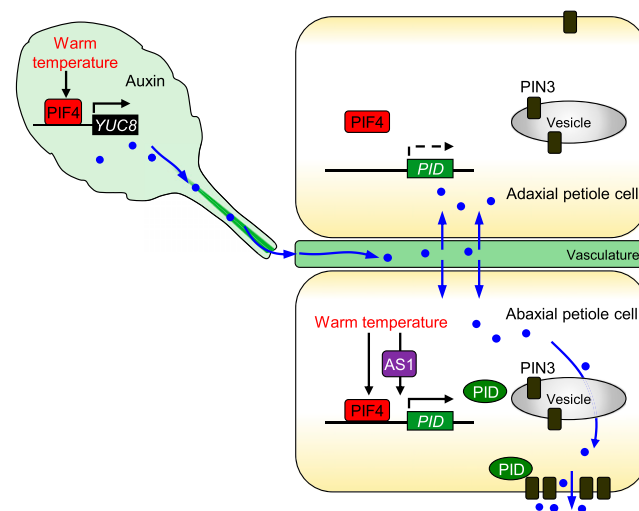 Warm
temperature
Auxin
PIF4
YUC8
PIF4
PIN3
Vesicle
PID
Adaxial petiole cell
Vasculature
Warm temperature
Abaxial petiole cell
AS1
PIN3
PID
Vesicle
PIF4
PID
PID